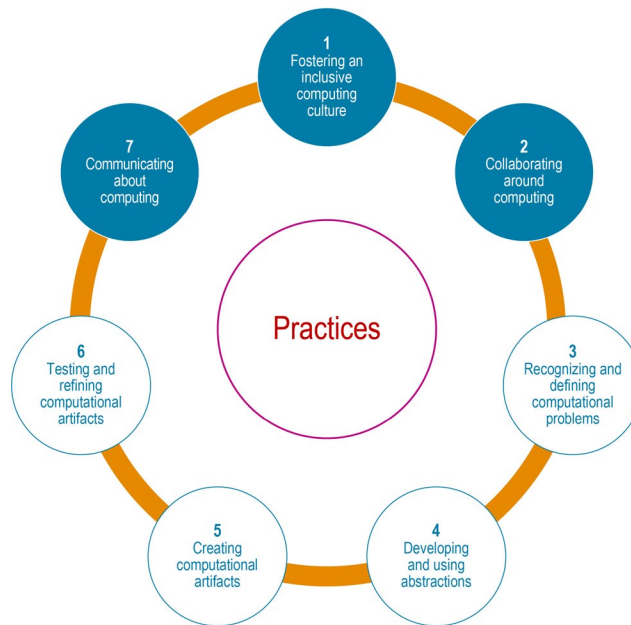 1
Fostering an
inclusive
computing
culture
2
Collaborating
around
computing
3
Recognizing and
defining
computational
problems
4
Developing
and using
abstractions
5
Creating
computational
artifacts
6
Testing and
refining
computational
artifacts
7
Communicating
about
computing
Practices